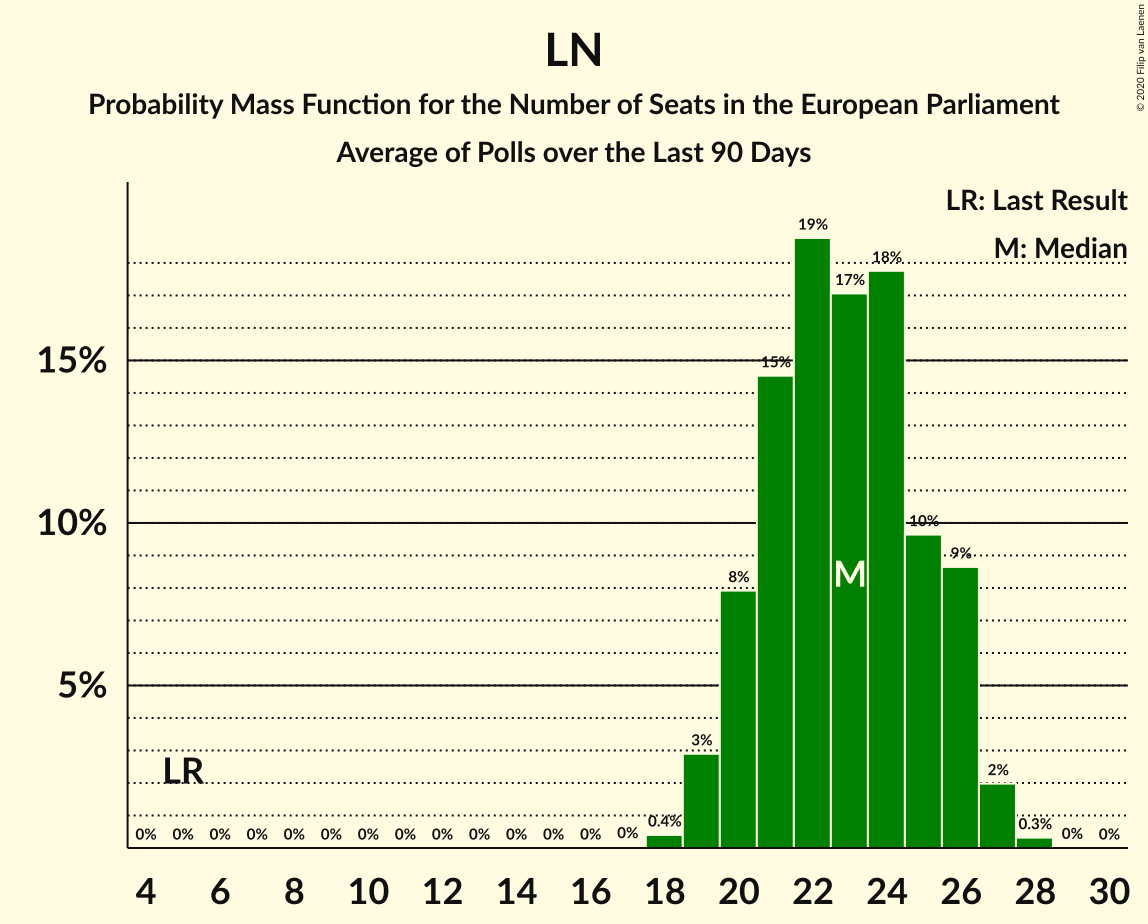 LN
Probability Mass Function for the Number of Seats in the European Parliament
Average of Polls over the Last 90 Days
© 2020 Filip van Laenen
LR: Last Result
M: Median
15%
10%
5%
LR
M
0% 0% 0% 0% 0% 0% 0% 0% 0% 0% 0% 0% 0% 0% 0.4% 3% 8% 15% 19% 17% 18% 10% 9% 2% 0.3% 0% 0%
4 6 8 10 12 14 16 18 20 22 24 26 28 30